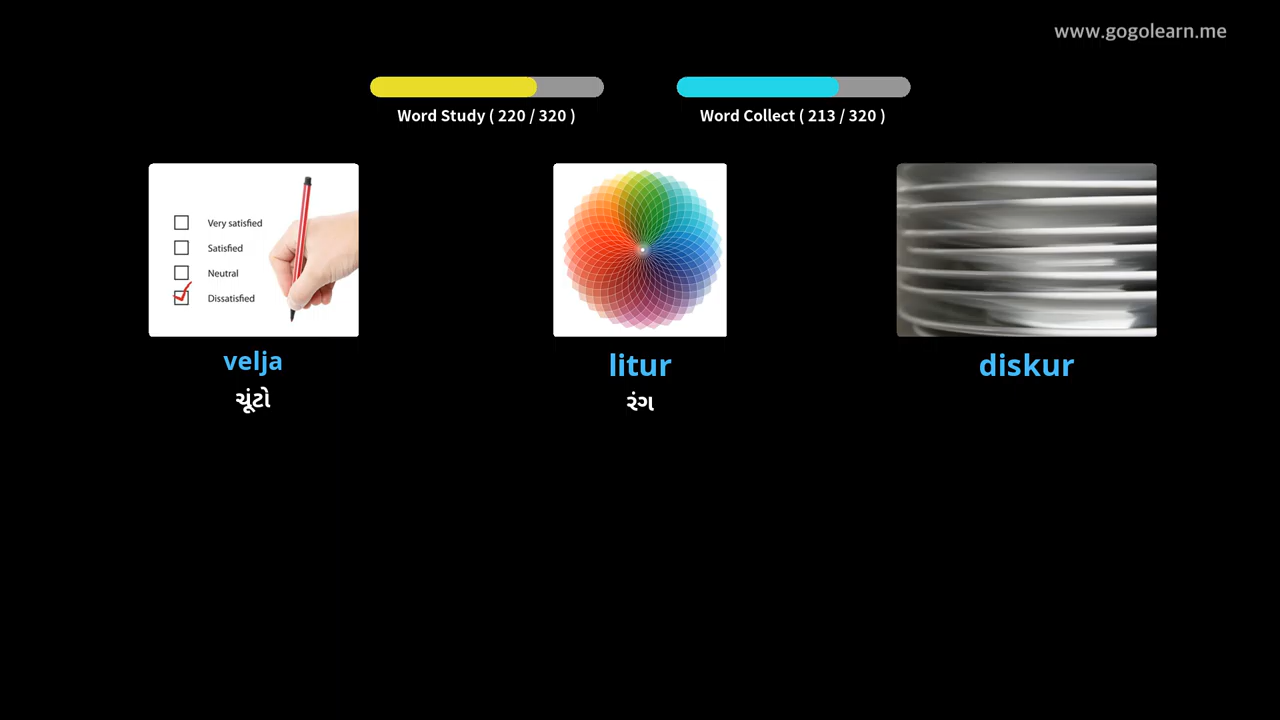 www.gogolearn.me
Word Study ( 220 / 320 )
Word Collect ( 213 / 320 )
Very satisfied
Satisfied
Neutral
Dissatisfied
velja
litur
diskur
ચૂંટો
રંગ